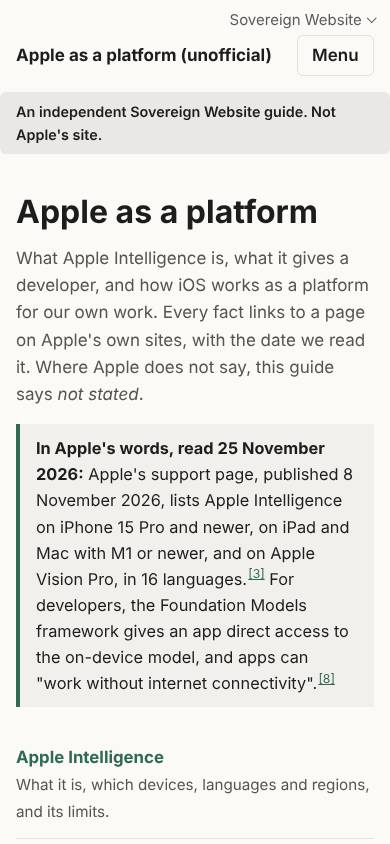 Sovereign Website
Apple as a platform (unofficial)
Menu
An independent Sovereign Website guide. Not
Apple's site.
Apple as a platform
What Apple Intelligence is, what it gives a
developer, and how iOS works as a platform
for our own work. Every fact links to a page
on Apple's own sites, with the date we read
it. Where Apple does not say, this guide
says not stated.
In Apple's words, read 25 November
2026: Apple's support page, published 8
November 2026, lists Apple Intelligence
on iPhone 15 Pro and newer, on iPad and
Mac with M1 or newer, and on Apple
Vision Pro, in 16 languages.[3] For
developers, the Foundation Models
framework gives an app direct access to
the on-device model, and apps can
"work without internet connectivity".[8]
Apple Intelligence
What it is, which devices, languages and regions,
and its limits.